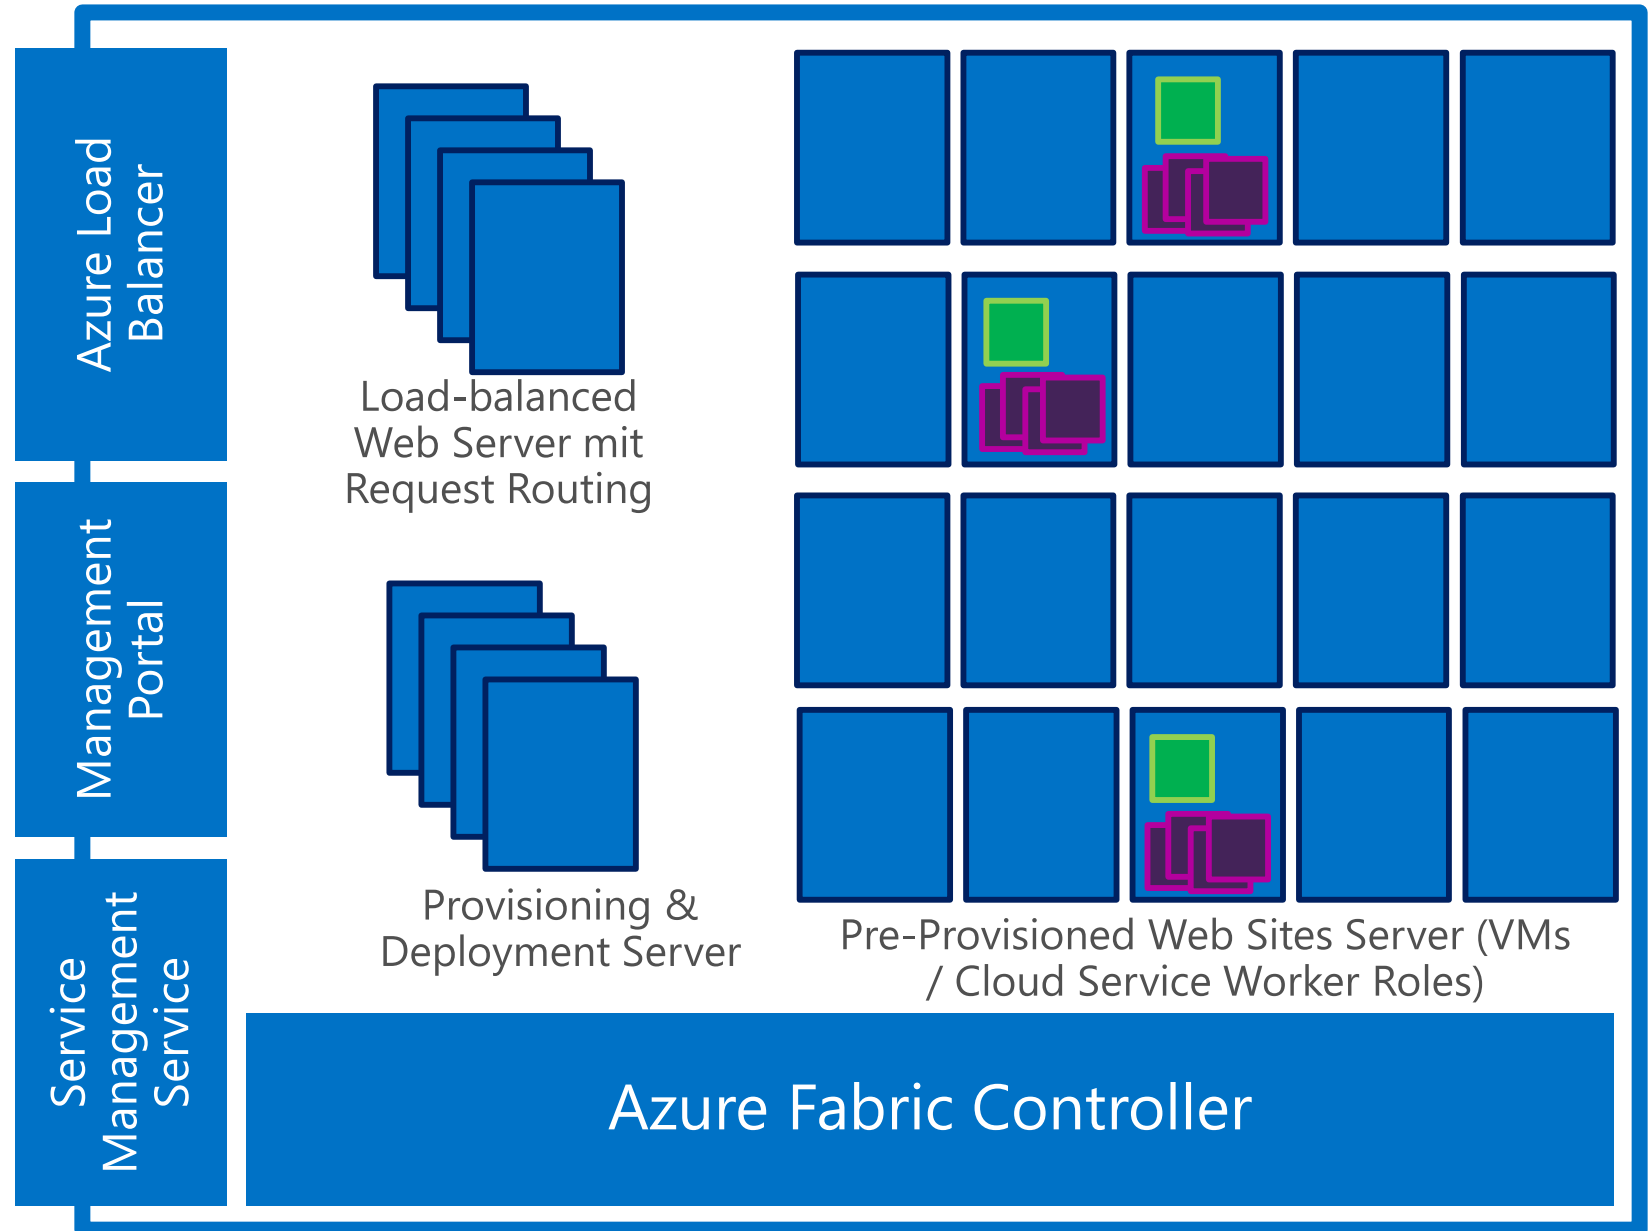 Azure Load
Balancer
Management
Portal
Service
Management
Service
Load-balanced
Web Server mit
Request Routing
Provisioning &
Deployment Server
Pre-Provisioned Web Sites Server (VMs
/ Cloud Service Worker Roles)
Azure Fabric Controller